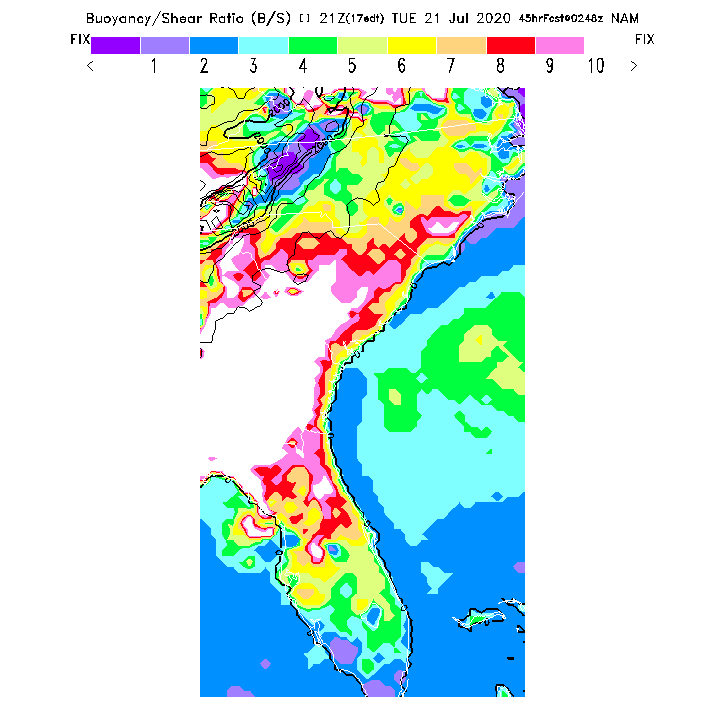 Buoyancy/Shear Ratio (B/S) [] 21Z(17edt) TUE 21 Jul 2020 45hrFcst@0248z NAM
FIX FIX
< 1 2 3 4 5 6 7 8 9 10 >